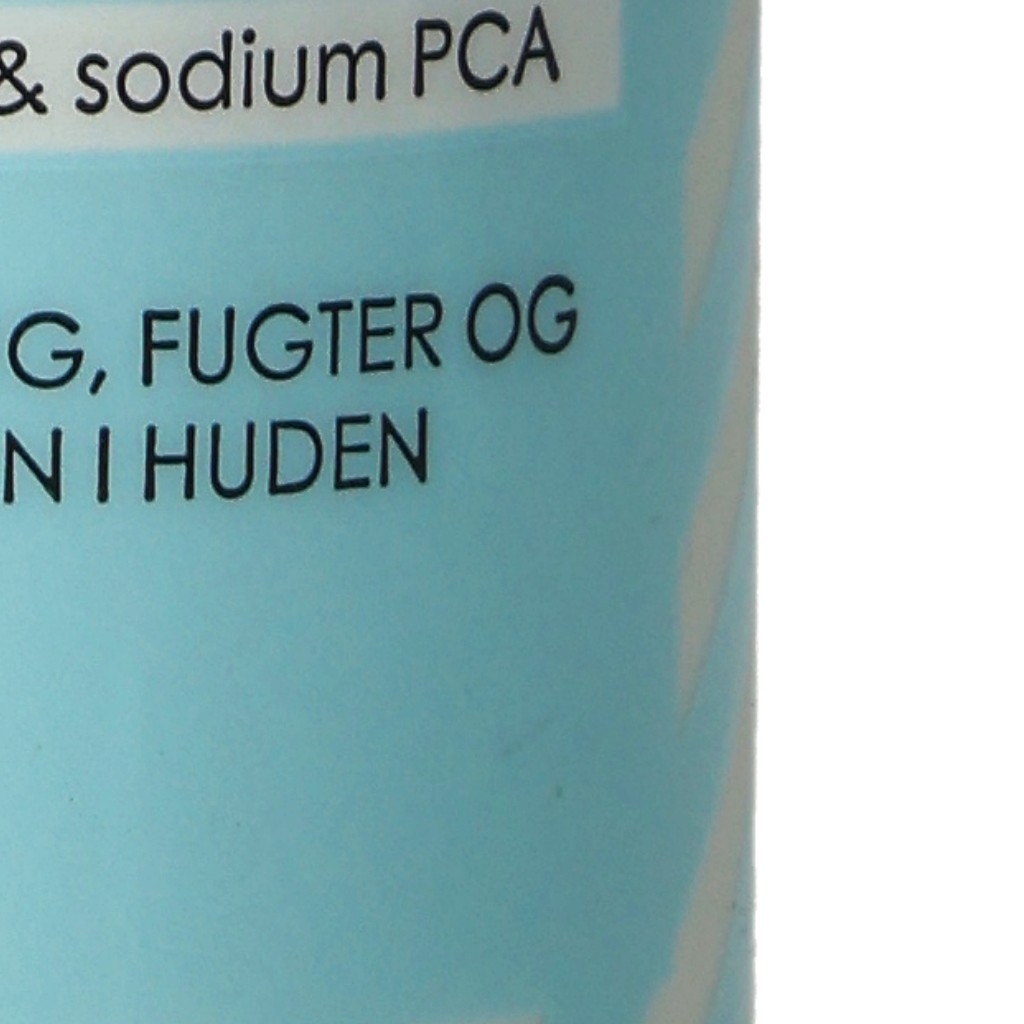 & sodium PCA
G, FUGTER OG
N I HUDEN